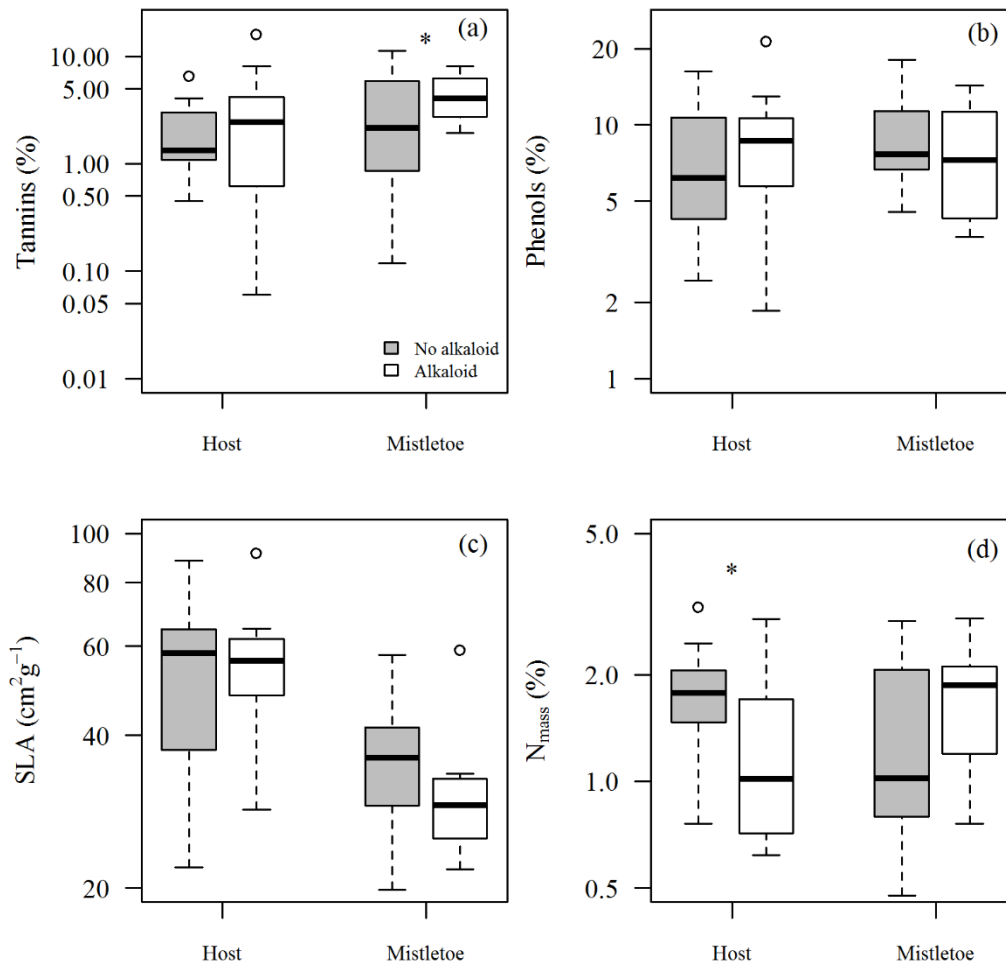 (a)
*
Tannins (%)
10.00
5.00
1.00
0.50
0.10
0.05
0.01
No alkaloid
Alkaloid
Host Mistletoe
(b)
Phenols (%)
20
10
5
2
1
Host Mistletoe
(c)
SLA (cm²g⁻¹)
100
80
60
40
20
Host Mistletoe
(d)
*
Nmass (%)
5.0
2.0
1.0
0.5
Host Mistletoe